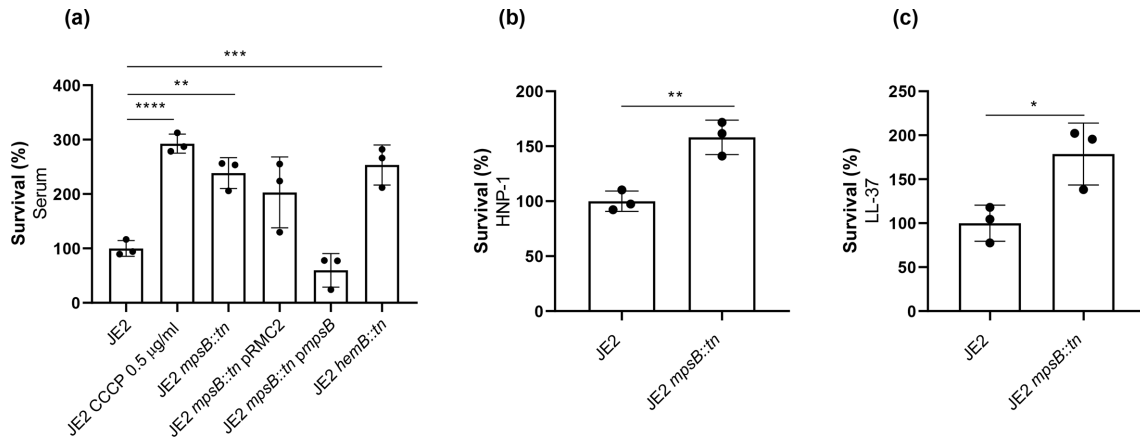 (a)
***
**
****
Survival (%)
Serum
400
300
200
100
0
JE2
JE2 CCCP 0.5 µg/ml
JE2 mpsB::tn
JE2 mpsB::tn pRMC2
JE2 mpsB::tn pmpsB
JE2 hemB::tn
(b)
**
Survival (%)
HNP-1
200
150
100
50
0
JE2
JE2 mpsB::tn
(c)
*
Survival (%)
LL-37
250
200
150
100
50
0
JE2
JE2 mpsB::tn